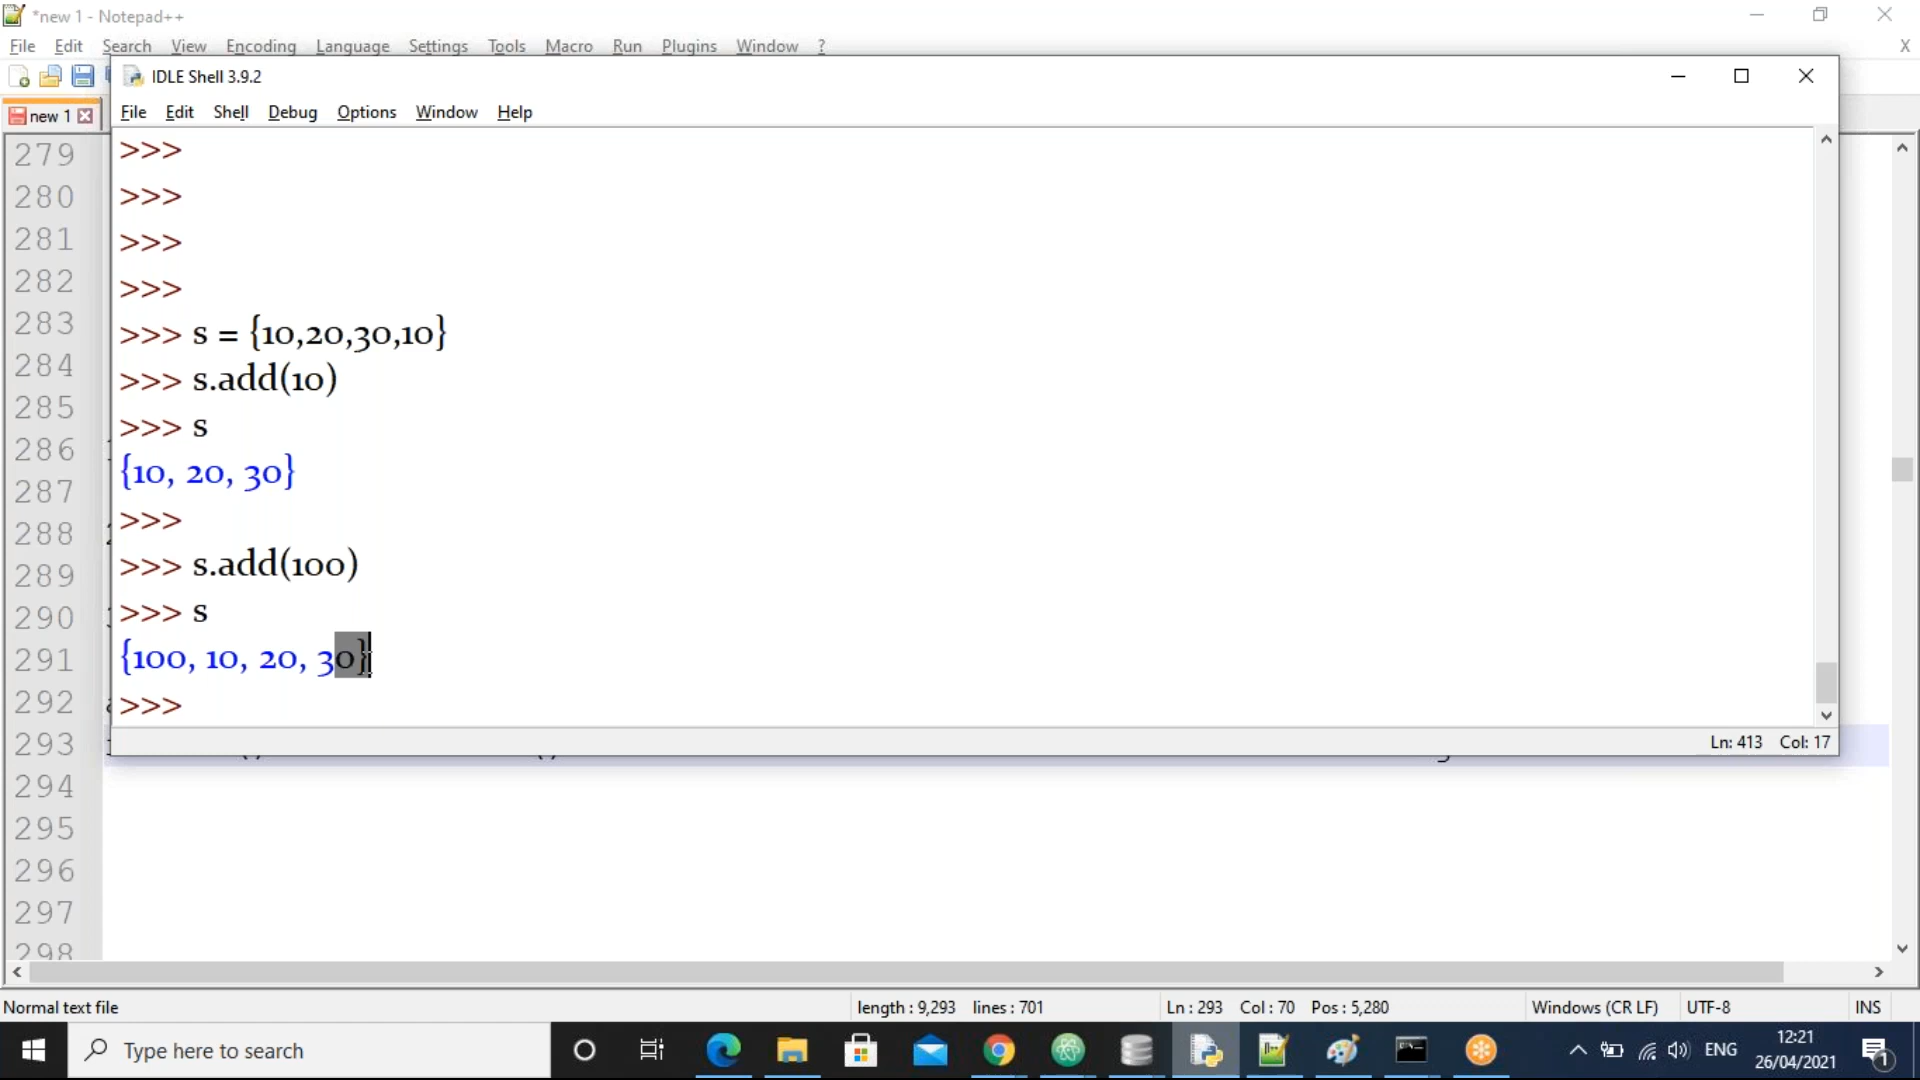 *new 1 - Notepad++
File Edit Search View Encoding Language Settings Tools Macro Run Plugins Window ?
X
IDLE Shell 3.9.2
new 1
File Edit Shell Debug Options Window Help
279
280
281
282
283
284
285
286
287
288
289
290
291
292
293
294
295
296
297
298
>>>
>>>
>>>
>>>
>>> s = {10,20,30,10}
>>> s.add(10)
>>> s
{10, 20, 30}
>>>
>>> s.add(100)
>>> s
{100, 10, 20, 30}
>>>
Ln: 413 Col: 17
Normal text file length : 9,293 lines : 701 Ln : 293 Col : 70 Pos : 5,280 Windows (CR LF) UTF-8 INS
Type here to search
ENG
12:21
26/04/2021
1